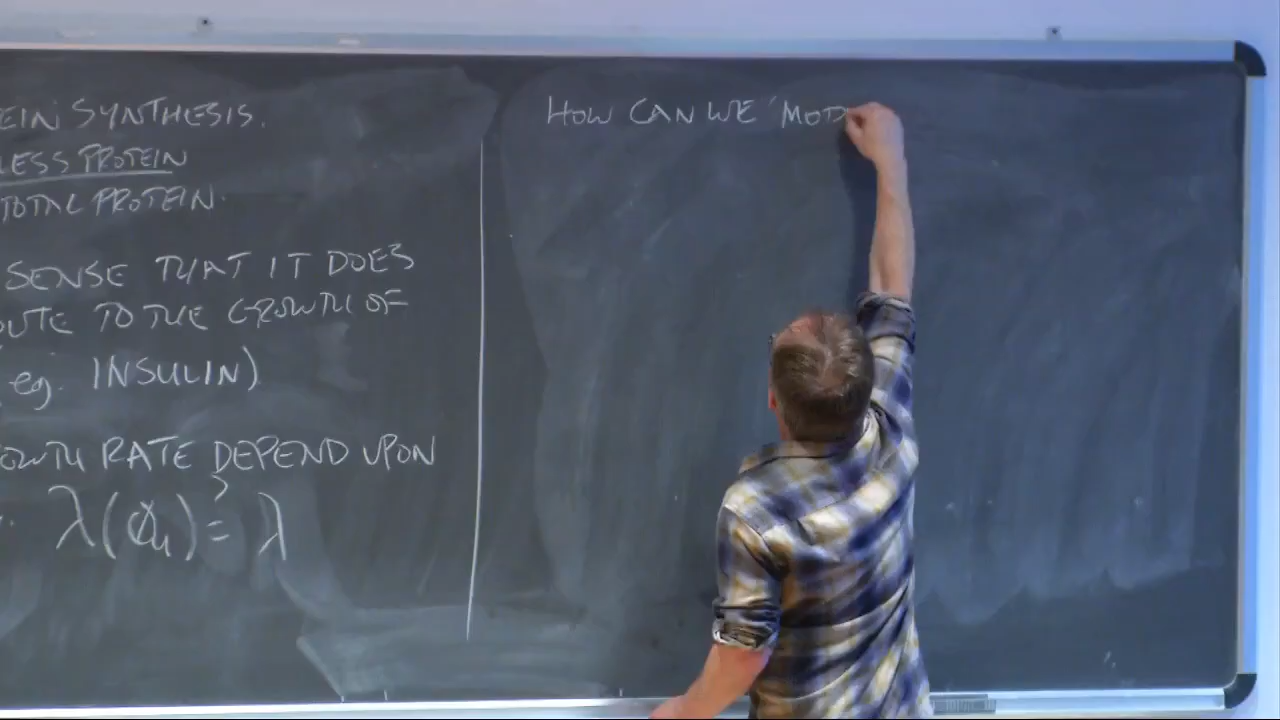 EIN SYNTHESIS.
LESS PROTEIN
TOTAL PROTEIN.
SENSE THAT IT DOES
UTE TO THE GROWTH OF
eg. INSULIN)
OWTH RATE DEPEND UPON
λ(ϕu) ?= λ
HOW CAN WE 'MOD